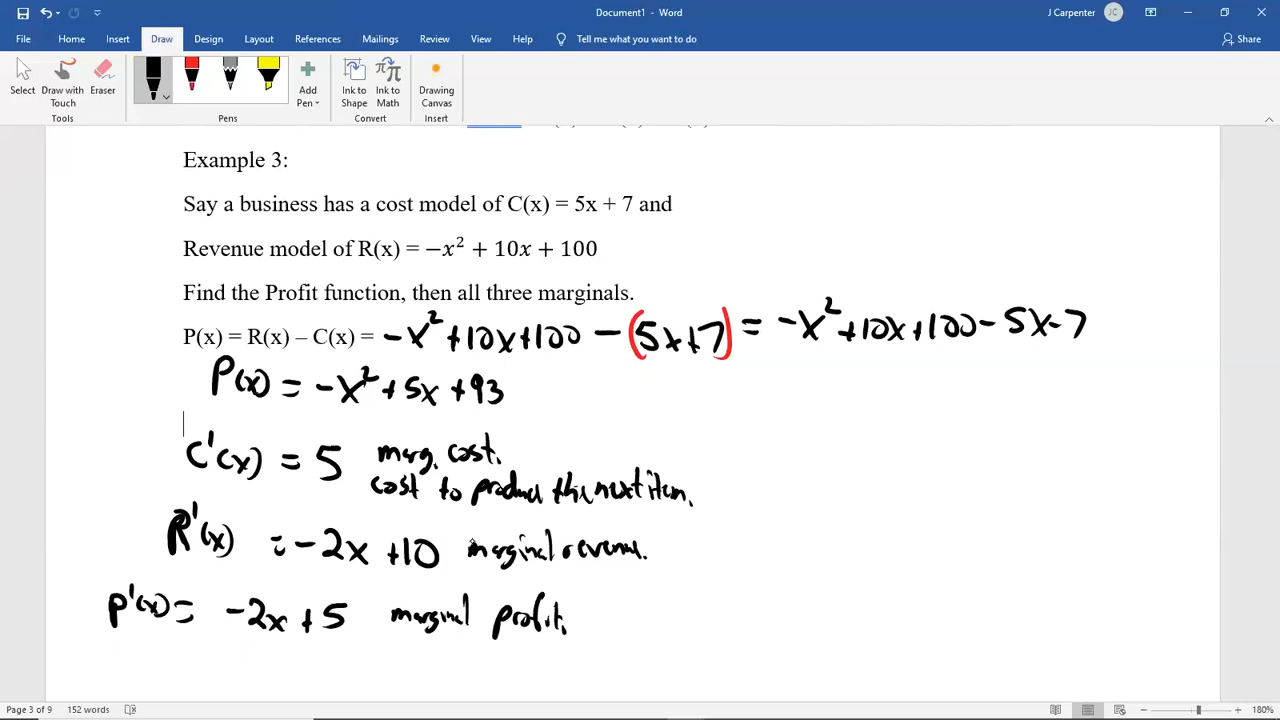 Document1 - Word
J Carpenter JC
File Home Insert Draw Design Layout References Mailings Review View Help Tell me what you want to do Share
Select Draw with Touch Eraser Add Pen Ink to Shape Ink to Math Drawing Canvas
Tools Pens Convert Insert
Example 3:
Say a business has a cost model of C(x) = 5x + 7 and
Revenue model of R(x) = −x² + 10x + 100
Find the Profit function, then all three marginals.
P(x) = R(x) – C(x) = -x² + 10x + 100 - (5x+7) = -x² + 10x + 100 - 5x - 7
P(x) = -x² + 5x + 93
C'(x) = 5 marg. cost.
cost to produce the next item.
R'(x) = -2x + 10 marginal revenue.
P'(x) = -2x + 5 marginal profit.
Page 3 of 9 152 words 180%